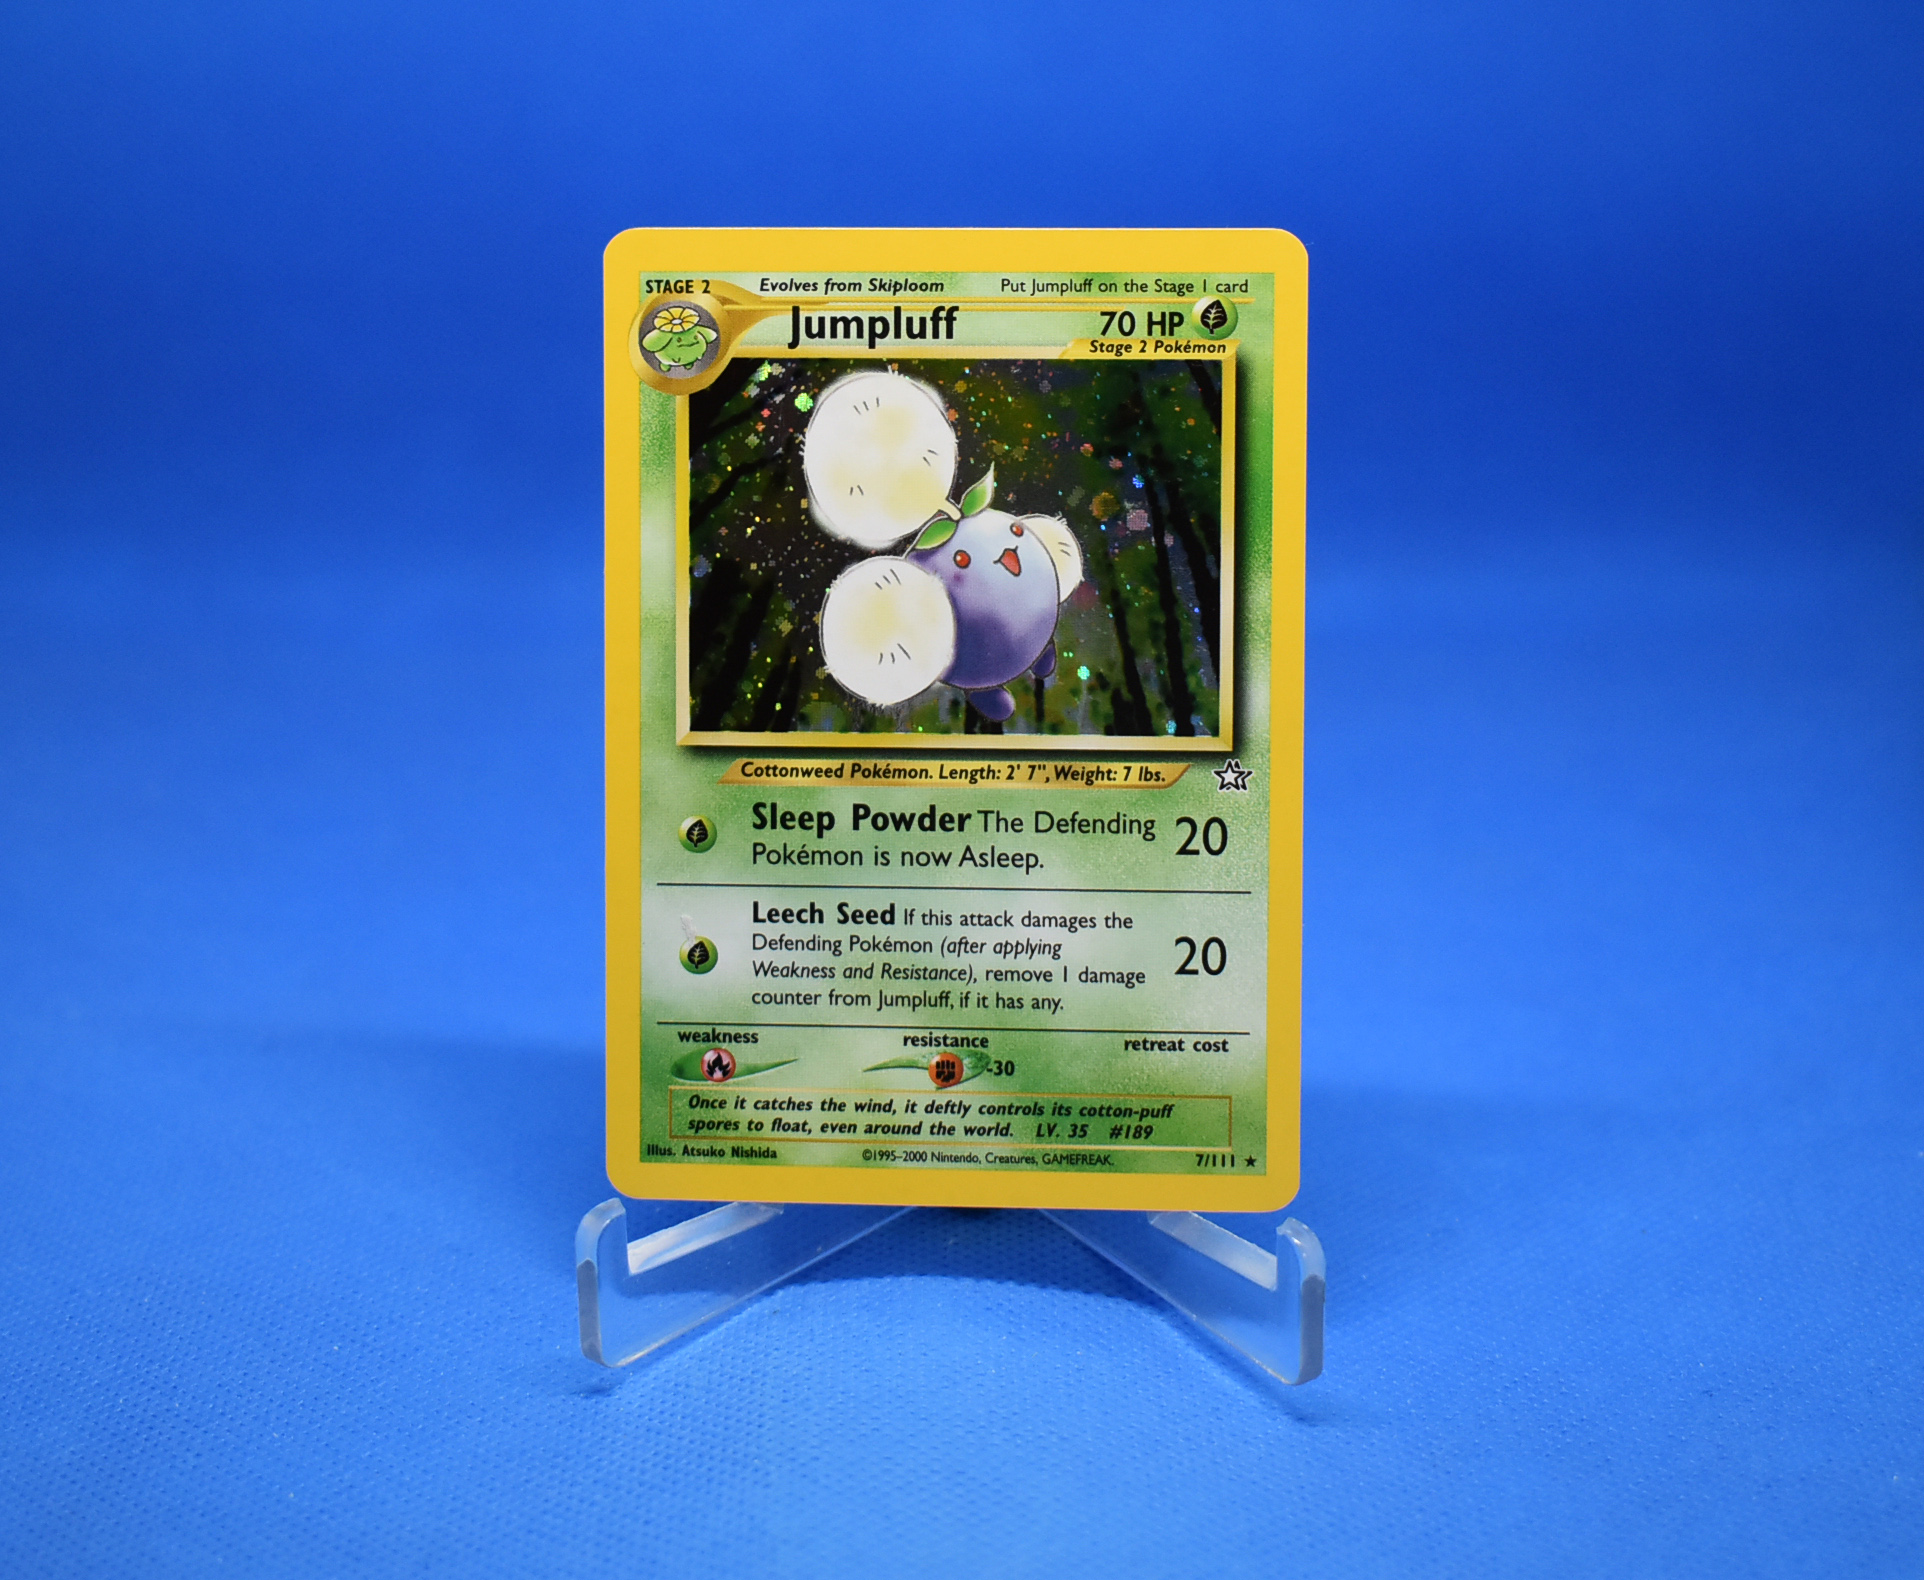 STAGE 2
Evolves from Skiploom
Put Jumpluff on the Stage 1 card
Jumpluff
70 HP
Stage 2 Pokémon
Cottonweed Pokémon. Length: 2' 7", Weight: 7 lbs.
Sleep Powder The Defending
Pokémon is now Asleep.
20
Leech Seed If this attack damages the
Defending Pokémon (after applying
Weakness and Resistance), remove 1 damage
counter from Jumpluff, if it has any.
20
weakness
resistance
retreat cost
-30
Once it catches the wind, it deftly controls its cotton-puff
spores to float, even around the world. LV. 35 #189
Illus. Atsuko Nishida
©1995–2000 Nintendo, Creatures, GAMEFREAK.
7/111 ★